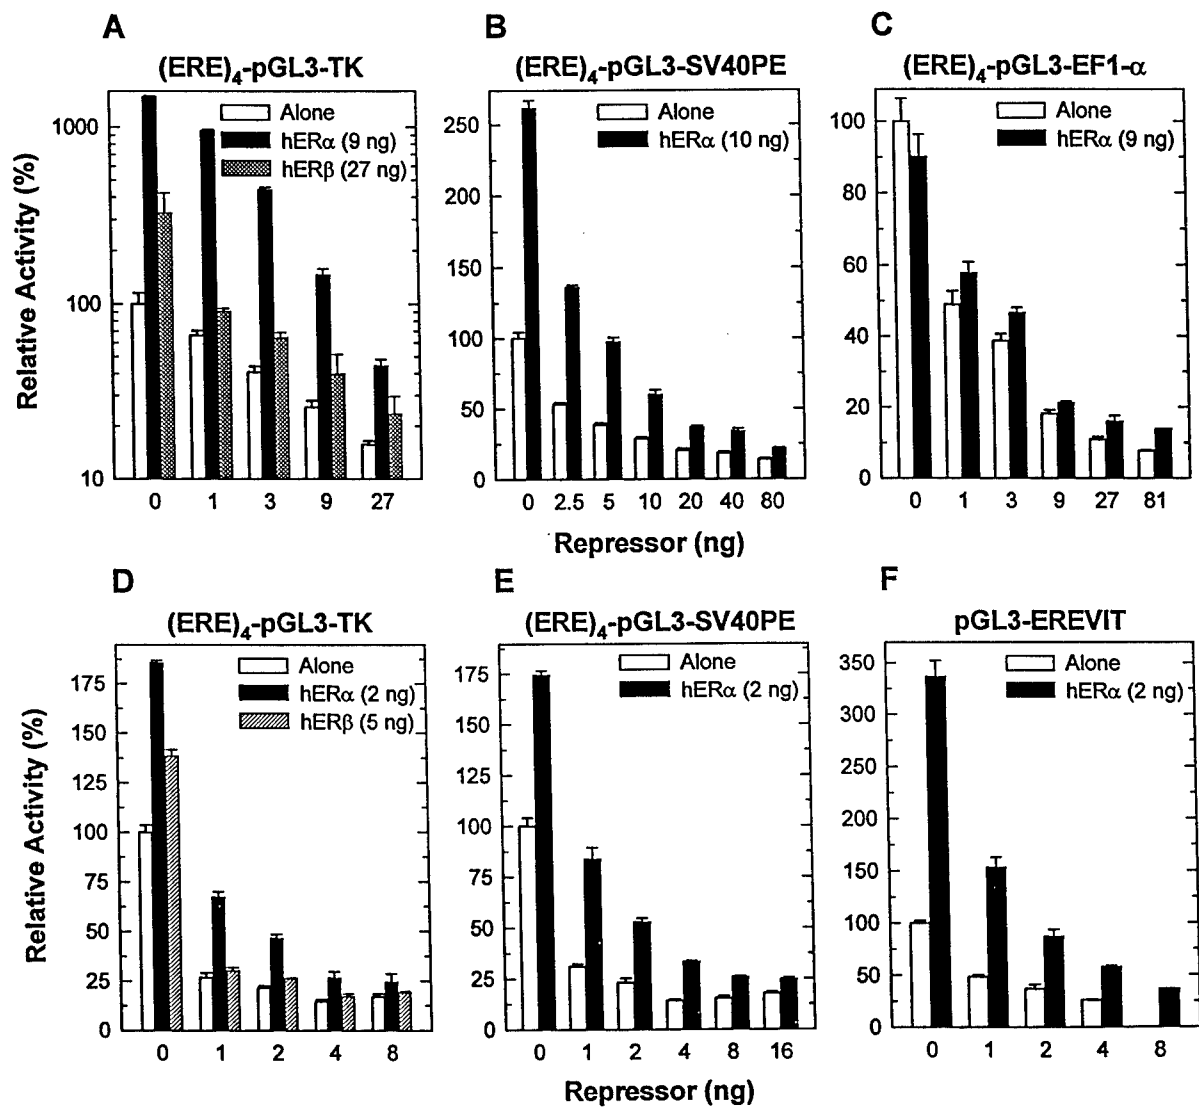 A
(ERE)4-pGL3-TK
Relative Activity (%)
1000
100
10
Alone
hERα (9 ng)
hERβ (27 ng)
0 1 3 9 27
B
(ERE)4-pGL3-SV40PE
250
200
150
100
50
0
Alone
hERα (10 ng)
0 2.5 5 10 20 40 80
Repressor (ng)
C
(ERE)4-pGL3-EF1-α
100
80
60
40
20
0
Alone
hERα (9 ng)
0 1 3 9 27 81
D
(ERE)4-pGL3-TK
Relative Activity (%)
175
150
125
100
75
50
25
0
Alone
hERα (2 ng)
hERβ (5 ng)
0 1 2 4 8
E
(ERE)4-pGL3-SV40PE
175
150
125
100
75
50
25
0
Alone
hERα (2 ng)
0 1 2 4 8 16
Repressor (ng)
F
pGL3-EREVIT
350
300
250
200
150
100
50
0
Alone
hERα (2 ng)
0 1 2 4 8